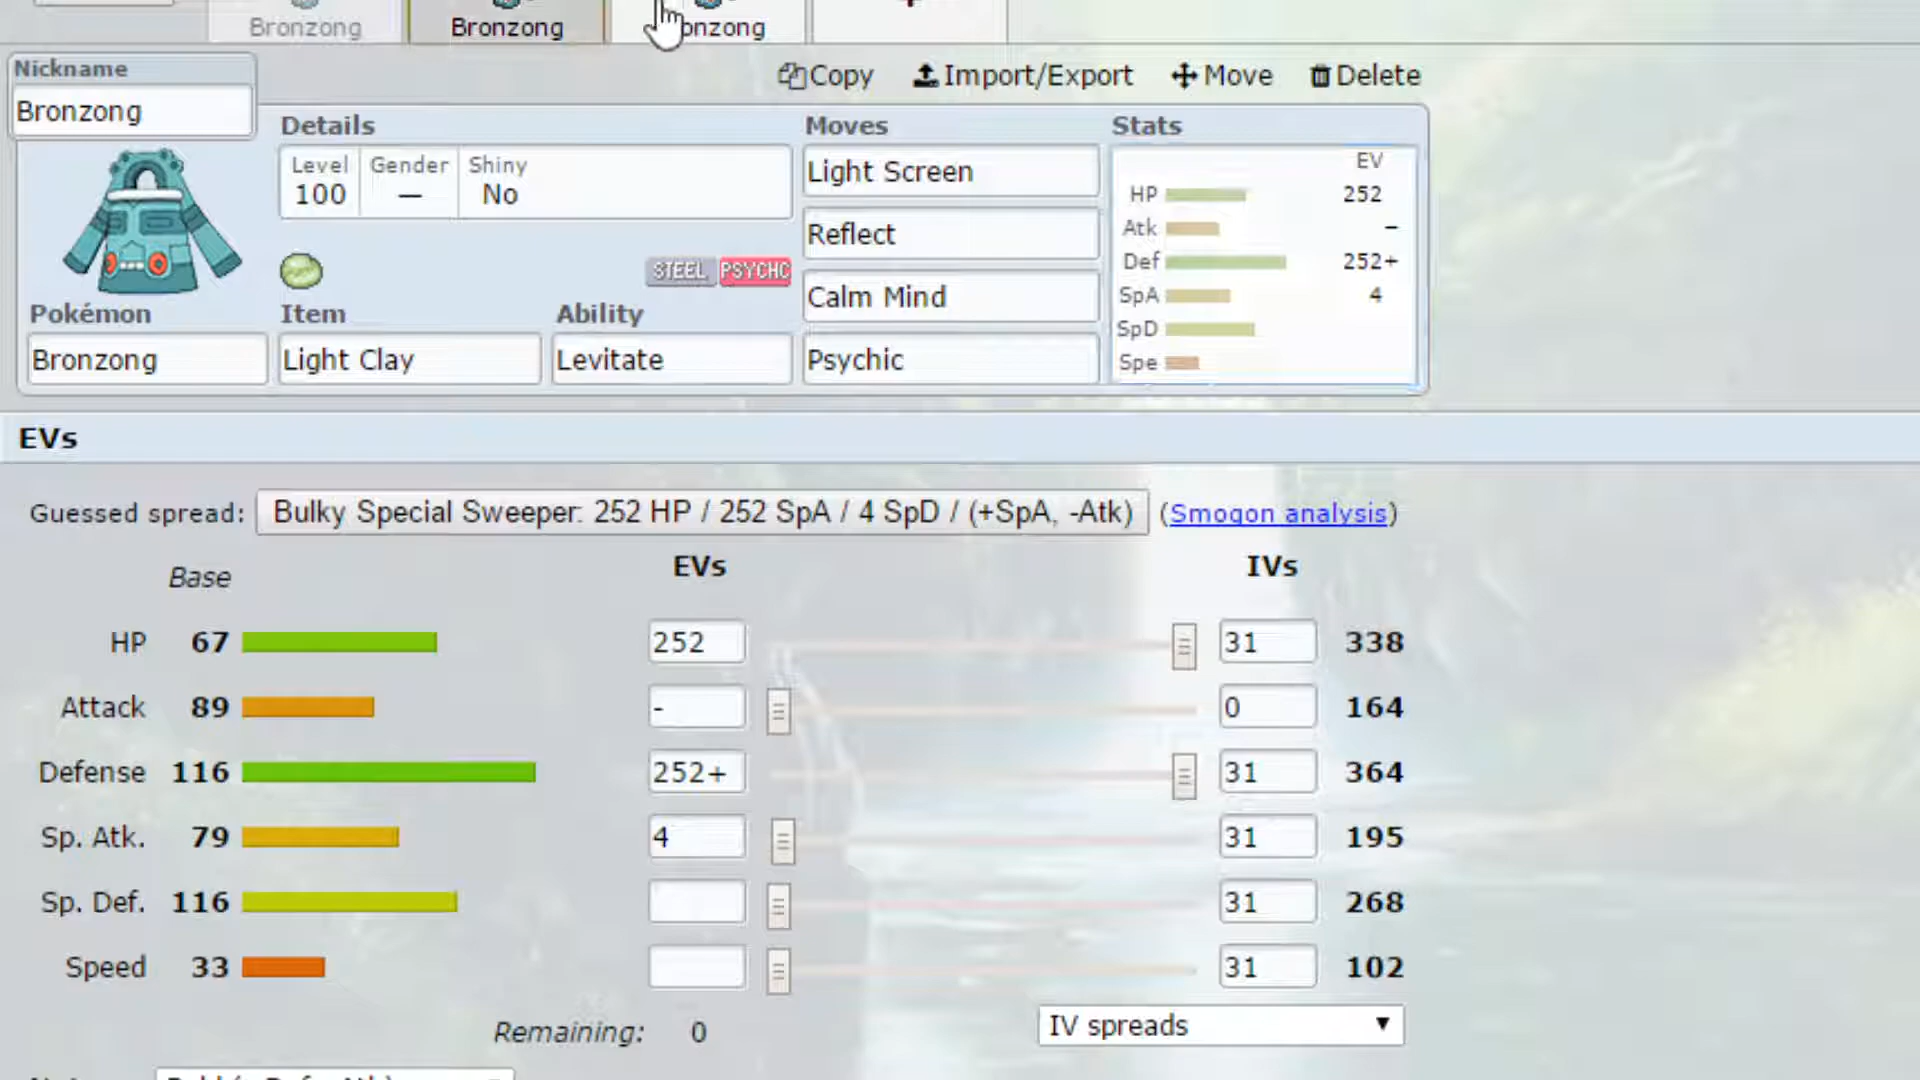 Bronzong
Bronzong
onzong
Nickname
Bronzong
Copy
Import/Export
Move
Delete
Details
Moves
Stats
Level
100
Gender
—
Shiny
No
STEEL
PSYCHC
Pokémon
Bronzong
Item
Light Clay
Ability
Levitate
Light Screen
Reflect
Calm Mind
Psychic
EV
HP 252
Atk –
Def 252+
SpA 4
SpD
Spe
EVs
Guessed spread: Bulky Special Sweeper: 252 HP / 252 SpA / 4 SpD / (+SpA, -Atk) (Smogon analysis)
Base EVs IVs
HP 67 252 31 338
Attack 89 - 0 164
Defense 116 252+ 31 364
Sp. Atk. 79 4 31 195
Sp. Def. 116 31 268
Speed 33 31 102
Remaining: 0
IV spreads